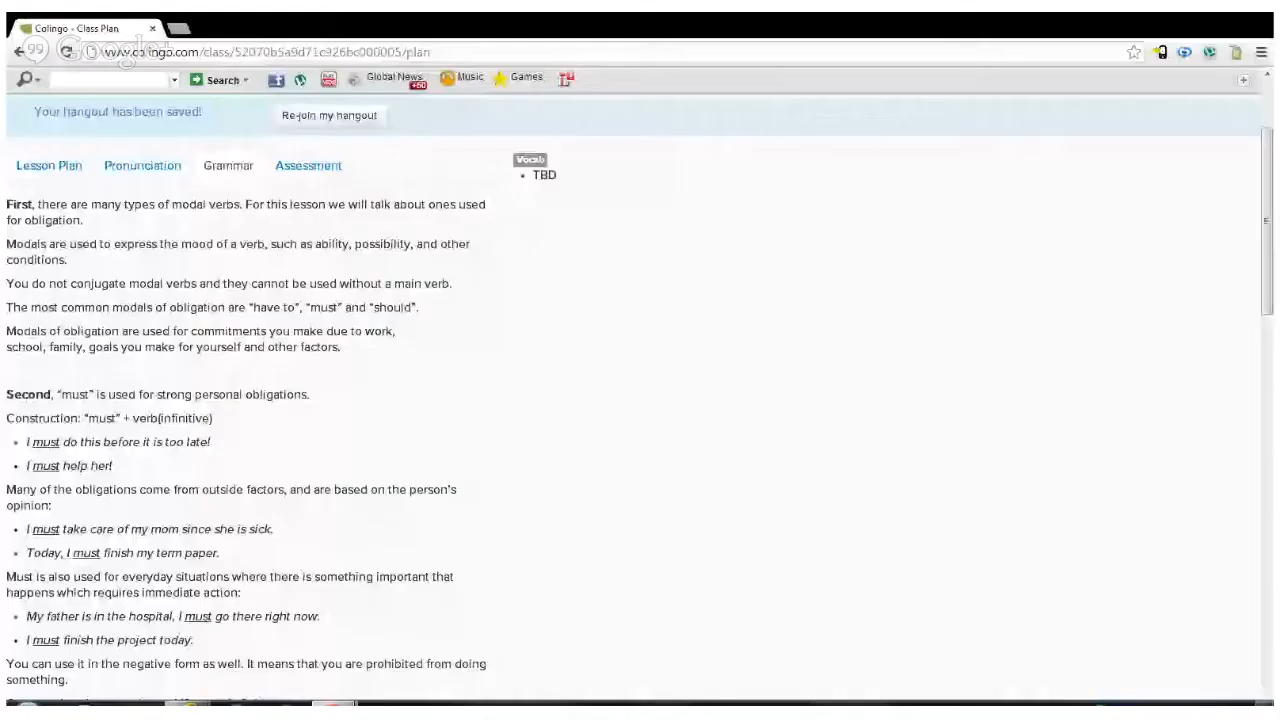 Colingo - Class Plan ×
99 Google+
www.colingo.com/class/52070b5a9d71c926bc000005/plan
Search
Global News
+50
Music
Games
Your hangout has been saved!
Re-join my hangout
Lesson Plan Pronunciation Grammar Assessment
Vocab
• TBD
First, there are many types of modal verbs. For this lesson we will talk about ones used
for obligation.
Modals are used to express the mood of a verb, such as ability, possibility, and other
conditions.
You do not conjugate modal verbs and they cannot be used without a main verb.
The most common modals of obligation are “have to”, “must” and “should”.
Modals of obligation are used for commitments you make due to work,
school, family, goals you make for yourself and other factors.
Second, “must” is used for strong personal obligations.
Construction: “must” + verb(infinitive)
• I must do this before it is too late!
• I must help her!
Many of the obligations come from outside factors, and are based on the person’s
opinion:
• I must take care of my mom since she is sick.
• Today, I must finish my term paper.
Must is also used for everyday situations where there is something important that
happens which requires immediate action:
• My father is in the hospital, I must go there right now.
• I must finish the project today.
You can use it in the negative form as well. It means that you are prohibited from doing
something.